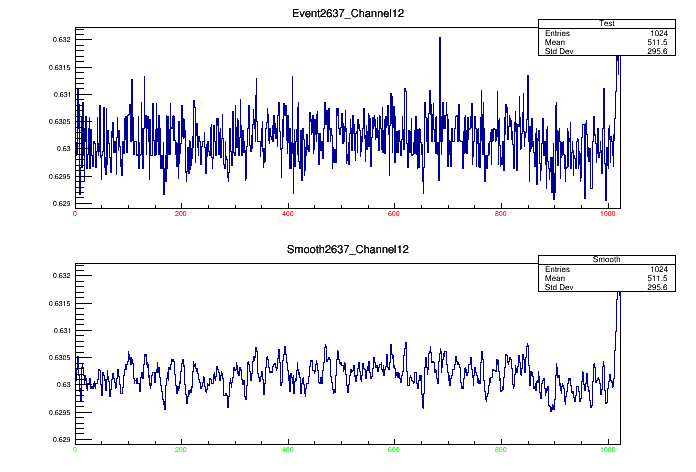 Event2637_Channel12
Test
Entries 1024
Mean 511.5
Std Dev 295.6
0.632
0.6315
0.631
0.6305
0.63
0.6295
0.629
0 200 400 600 800 1000
Smooth2637_Channel12
Smooth
Entries 1024
Mean 511.5
Std Dev 295.6
0.632
0.6315
0.631
0.6305
0.63
0.6295
0.629
0 200 400 600 800 1000